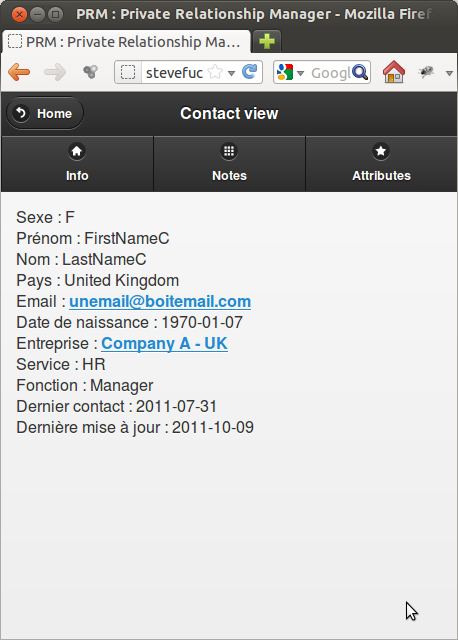 PRM : Private Relationship Manager - Mozilla Firef
PRM : Private Relationship Ma...
stevefuc
Googl
Home
Contact view
Info Notes Attributes
Sexe : F
Prénom : FirstNameC
Nom : LastNameC
Pays : United Kingdom
Email : unemail@boitemail.com
Date de naissance : 1970-01-07
Entreprise : Company A - UK
Service : HR
Fonction : Manager
Dernier contact : 2011-07-31
Dernière mise à jour : 2011-10-09